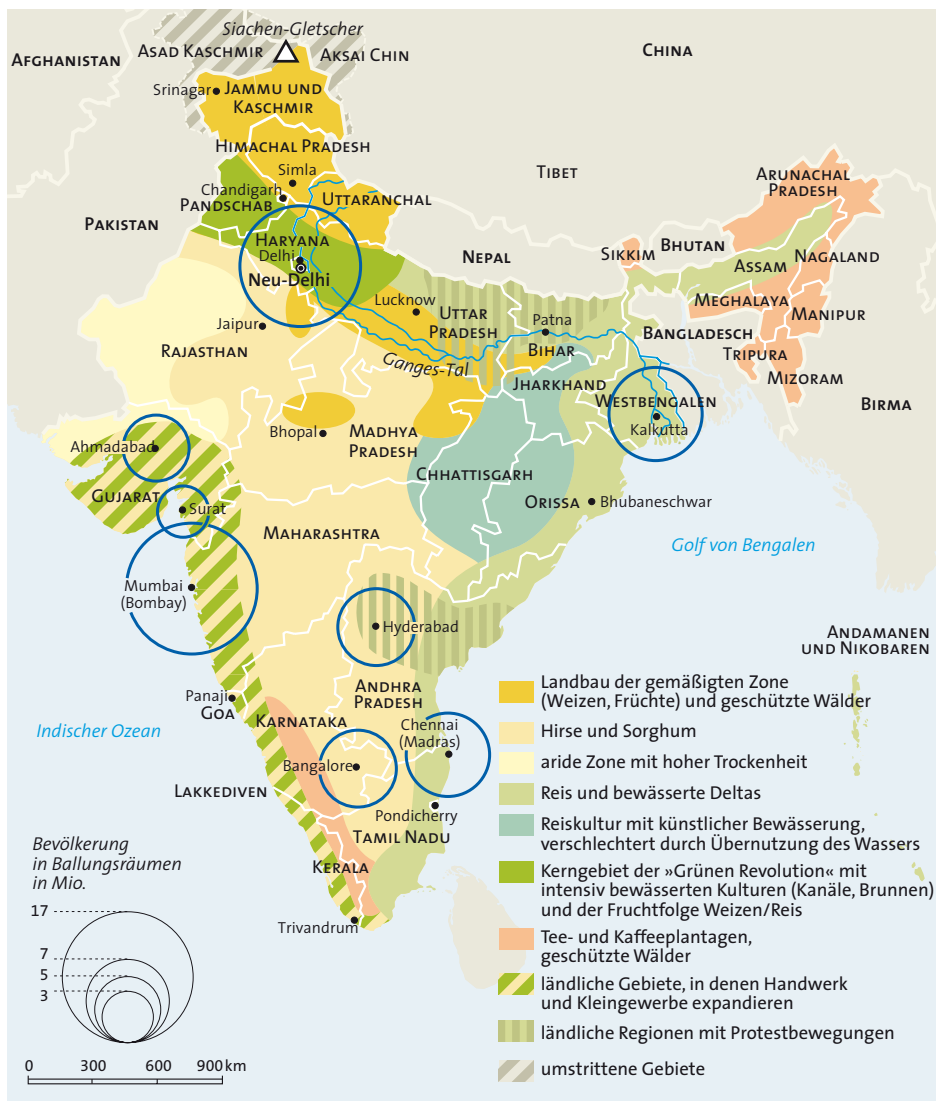 Siachen-Gletscher
AFGHANISTAN
ASAD KASCHMIR
AKSAI CHIN
CHINA
Srinagar
JAMMU UND
KASCHMIR
HIMACHAL PRADESH
Simla
TIBET
ARUNACHAL
PRADESH
Chandigarh
PANDSCHAB
UTTARANCHAL
PAKISTAN
HARYANA
Delhi
Neu-Delhi
NEPAL
SIKKIM
BHUTAN
ASSAM
NAGALAND
Lucknow
UTTAR
PRADESH
MEGHALAYA
MANIPUR
Jaipur
Patna
BANGLADESCH
RAJASTHAN
Ganges-Tal
BIHAR
TRIPURA
JHARKHAND
MIZORAM
WESTBENGALEN
BIRMA
Kalkutta
Ahmadabad
Bhopal
MADHYA
PRADESH
CHHATTISGARH
GUJARAT
Surat
ORISSA
Bhubaneschwar
MAHARASHTRA
Golf von Bengalen
Mumbai
(Bombay)
Hyderabad
ANDAMANEN
UND NIKOBAREN
Panaji
GOA
ANDHRA
PRADESH
KARNATAKA
Chennai
(Madras)
Indischer Ozean
Bangalore
LAKKEDIVEN
Pondicherry
TAMIL NADU
KERALA
Trivandrum
Landbau der gemäßigten Zone
(Weizen, Früchte) und geschützte Wälder
Hirse und Sorghum
aride Zone mit hoher Trockenheit
Reis und bewässerte Deltas
Reiskultur mit künstlicher Bewässerung,
verschlechtert durch Übernutzung des Wassers
Kerngebiet der »Grünen Revolution« mit
intensiv bewässerten Kulturen (Kanäle, Brunnen)
und der Fruchtfolge Weizen/Reis
Tee- und Kaffeeplantagen,
geschützte Wälder
ländliche Gebiete, in denen Handwerk
und Kleingewerbe expandieren
ländliche Regionen mit Protestbewegungen
umstrittene Gebiete
Bevölkerung
in Ballungsräumen
in Mio.
17
7
5
3
0 300 600 900 km